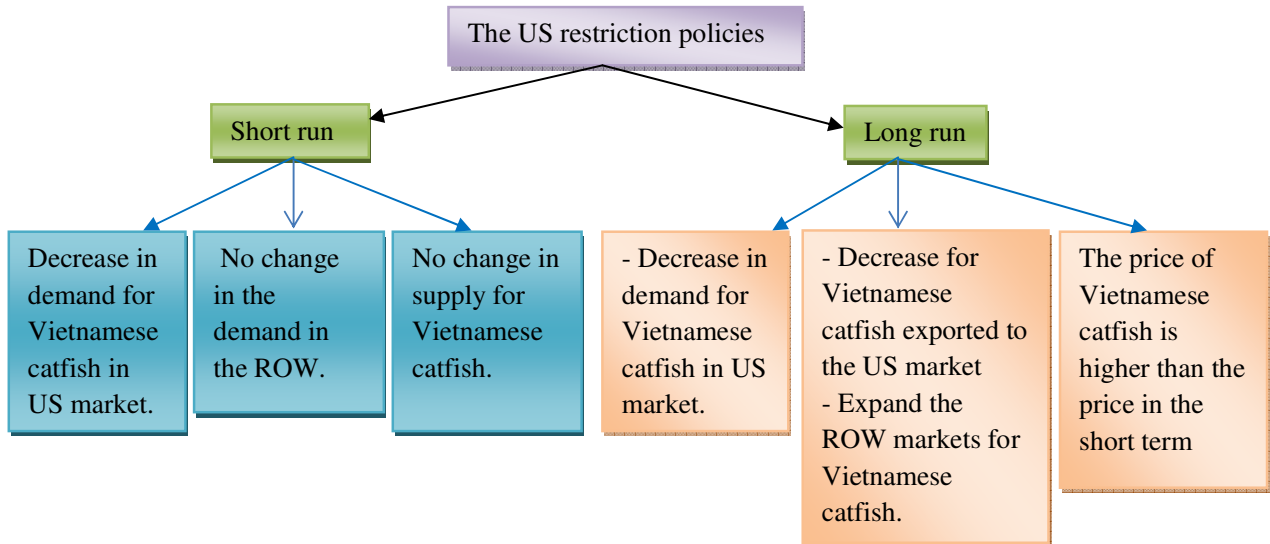 The US restriction policies
Short run
Long run
Decrease in
demand for
Vietnamese
catfish in
US market.
No change
in the
demand in
the ROW.
No change in
supply for
Vietnamese
catfish.
- Decrease in
demand for
Vietnamese
catfish in US
market.
- Decrease for
Vietnamese
catfish exported to
the US market
- Expand the
ROW markets for
Vietnamese
catfish.
The price of
Vietnamese
catfish is
higher than the
price in the
short term